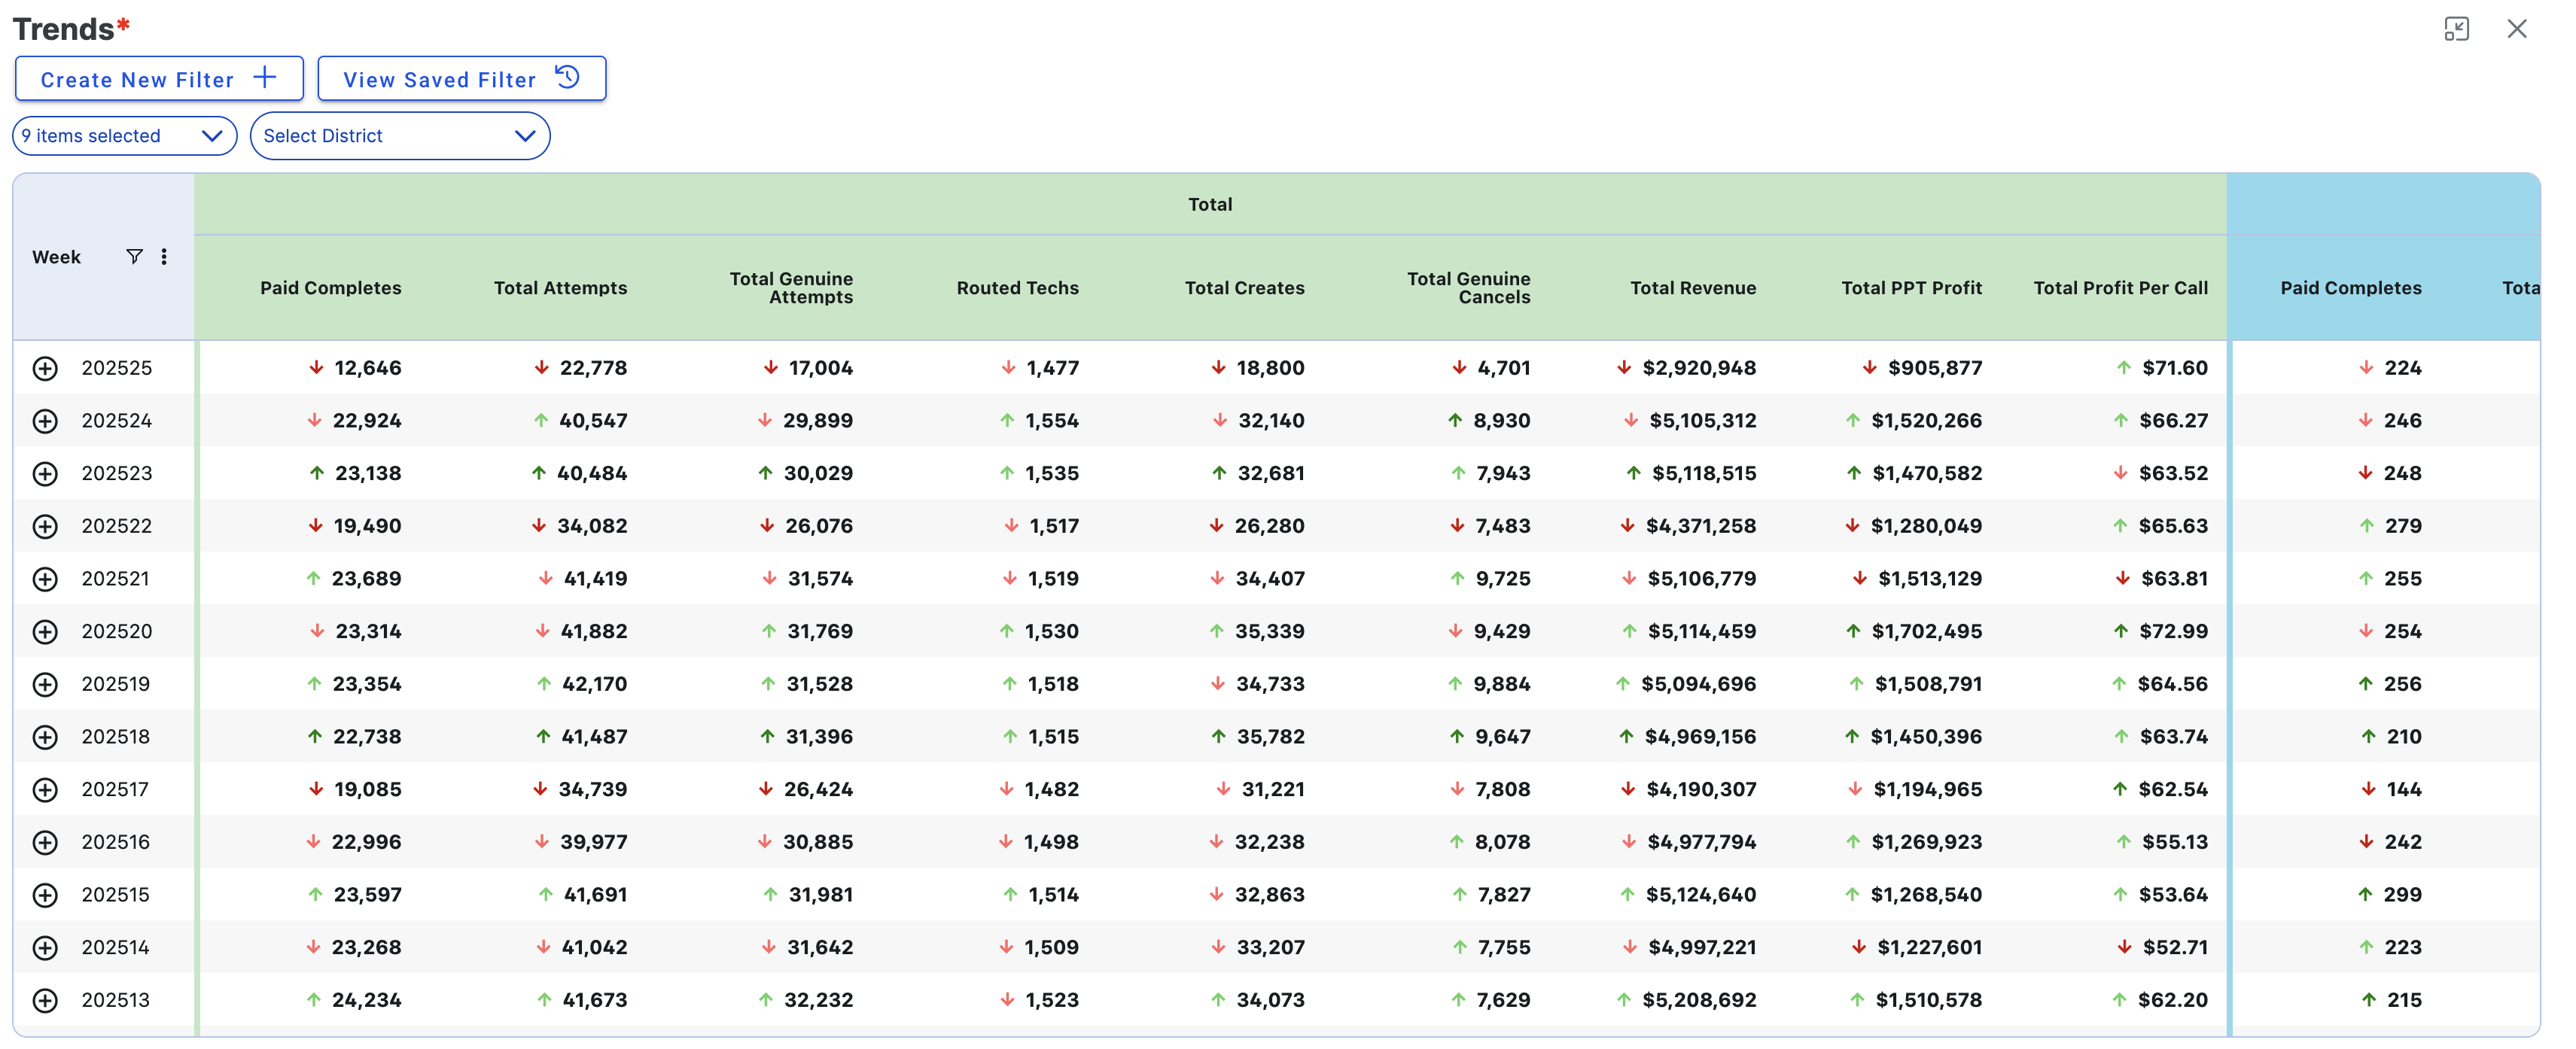 Trends*
Create New Filter
View Saved Filter
9 items selected
Select District
Total
Week
Paid Completes
Total Attempts
Total Genuine
Attempts
Routed Techs
Total Creates
Total Genuine
Cancels
Total Revenue
Total PPT Profit
Total Profit Per Call
Paid Completes
Tota
202525 12,646 22,778 17,004 1,477 18,800 4,701 $2,920,948 $905,877 $71.60 224
202524 22,924 40,547 29,899 1,554 32,140 8,930 $5,105,312 $1,520,266 $66.27 246
202523 23,138 40,484 30,029 1,535 32,681 7,943 $5,118,515 $1,470,582 $63.52 248
202522 19,490 34,082 26,076 1,517 26,280 7,483 $4,371,258 $1,280,049 $65.63 279
202521 23,689 41,419 31,574 1,519 34,407 9,725 $5,106,779 $1,513,129 $63.81 255
202520 23,314 41,882 31,769 1,530 35,339 9,429 $5,114,459 $1,702,495 $72.99 254
202519 23,354 42,170 31,528 1,518 34,733 9,884 $5,094,696 $1,508,791 $64.56 256
202518 22,738 41,487 31,396 1,515 35,782 9,647 $4,969,156 $1,450,396 $63.74 210
202517 19,085 34,739 26,424 1,482 31,221 7,808 $4,190,307 $1,194,965 $62.54 144
202516 22,996 39,977 30,885 1,498 32,238 8,078 $4,977,794 $1,269,923 $55.13 242
202515 23,597 41,691 31,981 1,514 32,863 7,827 $5,124,640 $1,268,540 $53.64 299
202514 23,268 41,042 31,642 1,509 33,207 7,755 $4,997,221 $1,227,601 $52.71 223
202513 24,234 41,673 32,232 1,523 34,073 7,629 $5,208,692 $1,510,578 $62.20 215